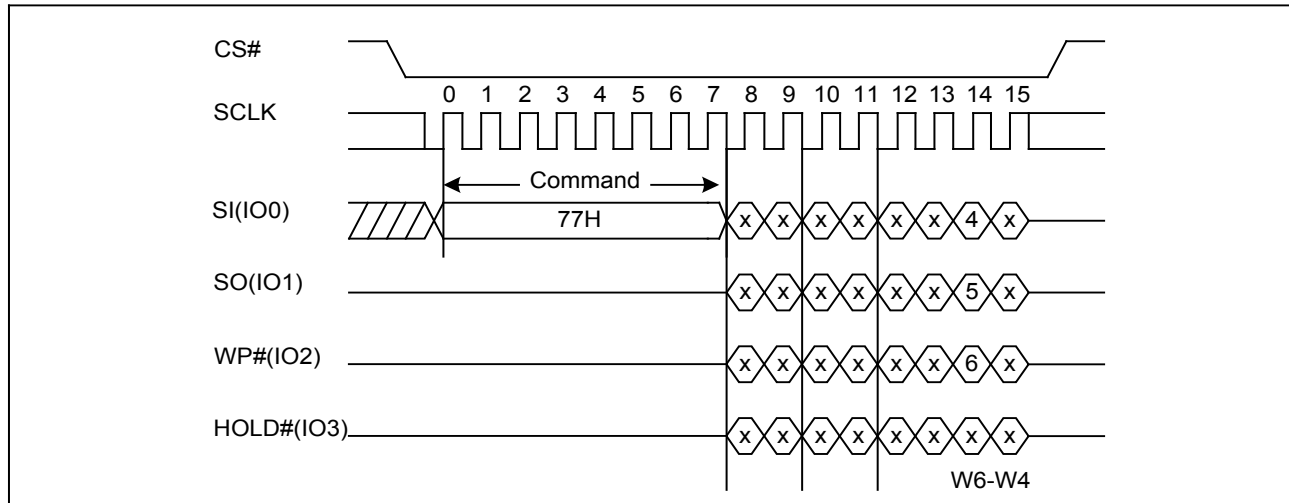 CS#
0 1 2 3 4 5 6 7 8 9 10 11 12 13 14 15
SCLK
Command
SI(IO0) 77H x x x x x x 4 x
SO(IO1) x x x x x x 5 x
WP#(IO2) x x x x x x 6 x
HOLD#(IO3) x x x x x x x x
W6-W4